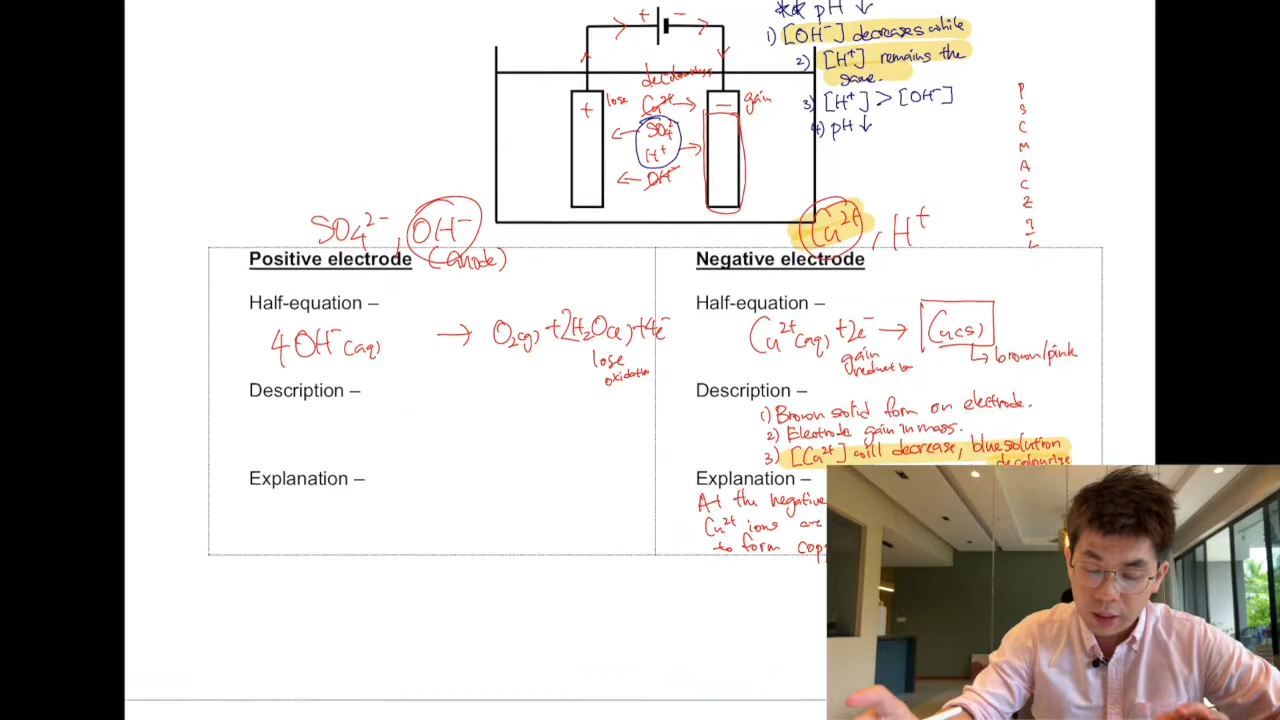 ** pH ↓
1) [OH⁻] decreases while
2) [H⁺] remains the
same.
3) [H⁺] > [OH⁻]
4) pH ↓
+ −
lose
gain
+
−
Cu²⁺ →
← SO₄²⁻
H⁺ →
← OH⁻
P
S
C
M
A
C
Z
I
L
SO₄²⁻, OH⁻
Cu²⁺, H⁺
Positive electrode
(anode)
Half-equation –
4OH⁻(aq) → O₂(g) + 2H₂O(l) + 4e⁻
lose
oxidation
Description –
Explanation –
Negative electrode
Half-equation –
Cu²⁺(aq) + 2e⁻ → Cu(s)
brown/pink
gain
reduction
Description –
1) Brown solid form on electrode.
2) Electrode gain in mass.
3) [Cu²⁺] will decrease, blue solution
decolourize
Explanation –
At the negative
Cu²⁺ ions are
to form